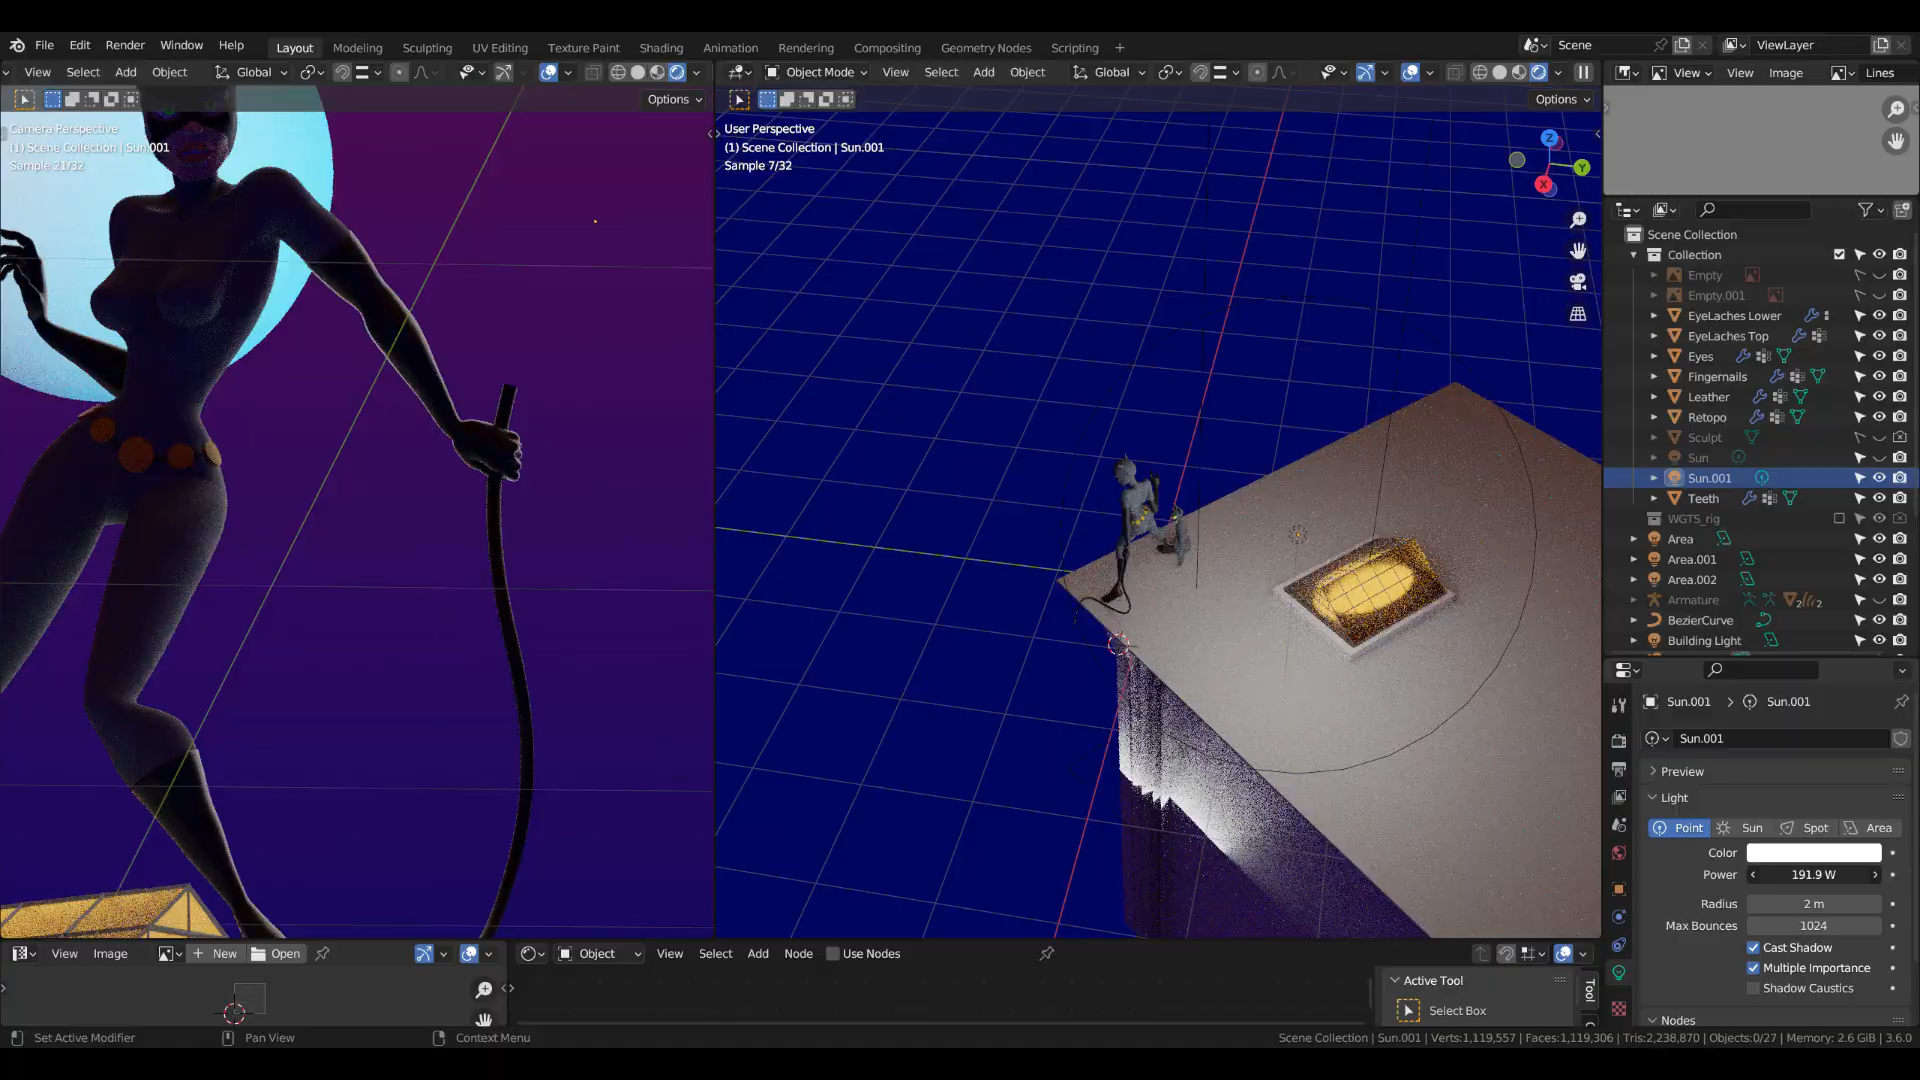 File Edit Render Window Help Layout Modeling Sculpting UV Editing Texture Paint Shading Animation Rendering Compositing Geometry Nodes Scripting + Scene ViewLayer
View Select Add Object Global Object Mode View Select Add Object Global View View Image Lines
Options Options
Camera Perspective
(1) Scene Collection | Sun.001
Sample 21/32
User Perspective
(1) Scene Collection | Sun.001
Sample 7/32
Z
Y
X
Scene Collection
Collection
Empty
Empty.001
EyeLaches Lower
EyeLaches Top
Eyes
Fingernails
Leather
Retopo
Sculpt
Sun
Sun.001
Teeth
WGTS_rig
Area
Area.001
Area.002
Armature 2 2
BezierCurve
Building Light
Sun.001 Sun.001
Sun.001
Preview
Light
Point Sun Spot Area
Color
Power 191.9 W
Radius 2 m
Max Bounces 1024
Cast Shadow
Multiple Importance
Shadow Caustics
Nodes
View Image New Open Object View Select Add Node Use Nodes
Active Tool
Select Box
Tool
Set Active Modifier Pan View Context Menu Scene Collection | Sun.001 | Verts:1,119,557 | Faces:1,119,306 | Tris:2,238,870 | Objects:0/27 | Memory: 2.6 GiB | 3.6.0